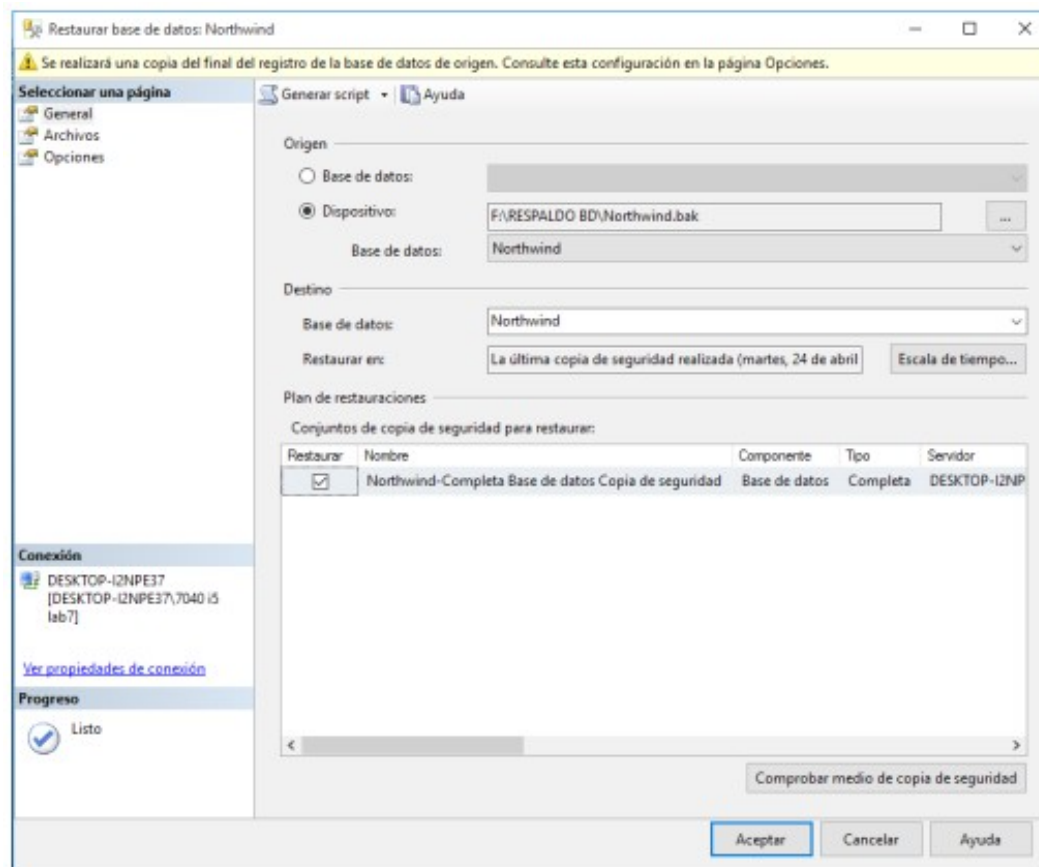 Restaurar base de datos: Northwind
Se realizará una copia del final del registro de la base de datos de origen. Consulte esta configuración en la página Opciones.
Seleccionar una página
General
Archivos
Opciones
Generar script
Ayuda
Origen
Base de datos:
Dispositivo:
F:\RESPALDO BD\Northwind.bak
...
Base de datos:
Northwind
Destino
Base de datos:
Northwind
Restaurar en:
La última copia de seguridad realizada (martes, 24 de abril
Escala de tiempo...
Plan de restauraciones
Conjuntos de copia de seguridad para restaurar:
Restaurar Nombre Componente Tipo Servidor
Northwind-Completa Base de datos Copia de seguridad Base de datos Completa DESKTOP-I2NP
Conexión
DESKTOP-I2NPE37
[DESKTOP-I2NPE37\7040 i5
lab7]
Ver propiedades de conexión
Progreso
Listo
Comprobar medio de copia de seguridad
Aceptar
Cancelar
Ayuda